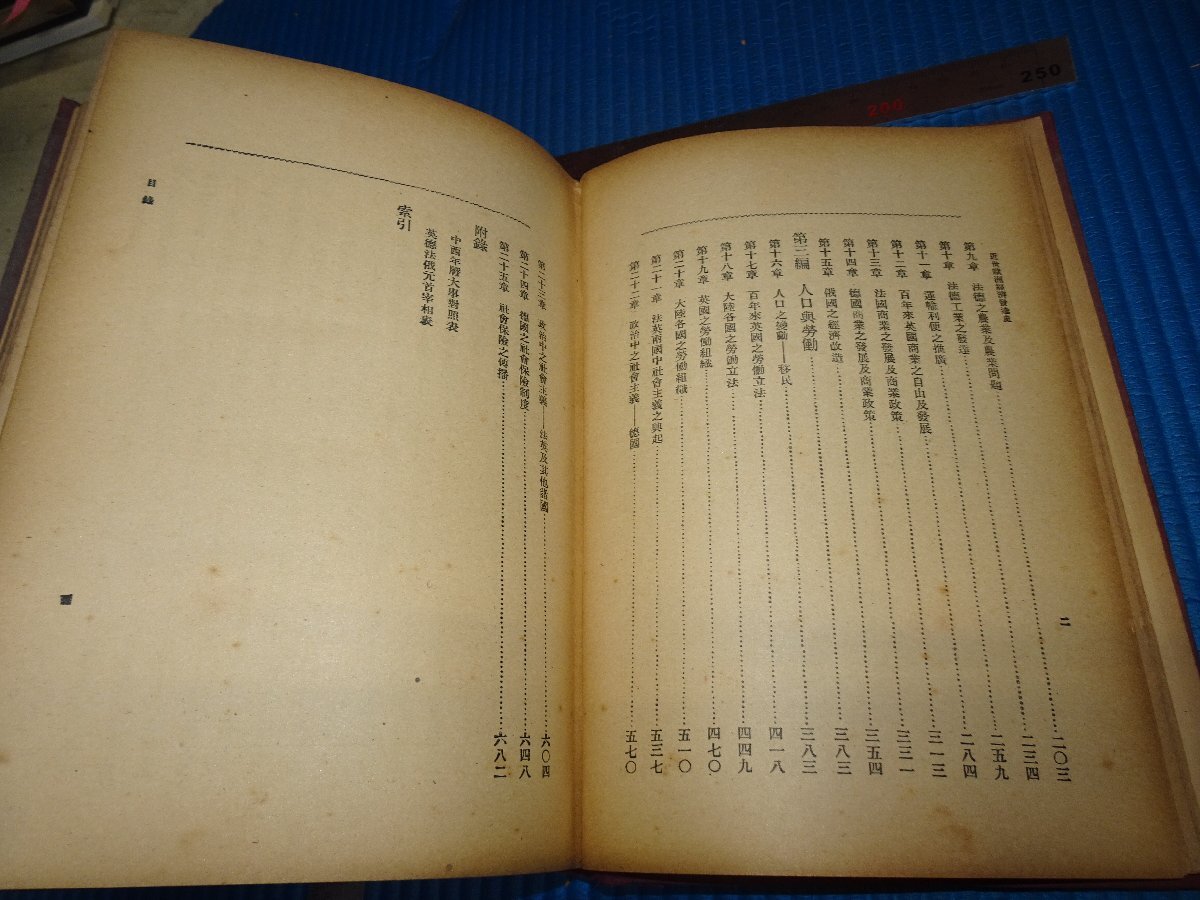 近世歐洲經濟發達史
第九章 法德之農業及農業問題……二〇三
第十章 法德工業之發達……二三四
第十一章 運輸利便之推廣……二五九
第十二章 百年來英國商業之自由及發展……二八四
第十三章 法國商業之發展及商業政策……三一三
第十四章 德國商業之發展及商業政策……三三一
第十五章 俄國之經濟改造……三五四
第三編 人口與勞働……三八三
第十六章 人口之變動——移民……三八三
第十七章 百年來英國之勞働立法……四一八
第十八章 大陸各國之勞働立法……四四九
第十九章 英國之勞働組織……四七〇
第二十章 大陸各國之勞働組織……五一〇
第二十一章 法英兩國中社會主義之興起……五三七
第二十二章 政治中之社會主義——德國……五七〇
二
第二十三章 政治中之社會主義——法英及其他諸國……六〇四
第二十四章 德國之社會保險制度……六四八
第二十五章 社會保險之傳播……六八二
附錄
中西年曆大事對照表
英德法俄元首宰相表
索引
目錄
三
200
250